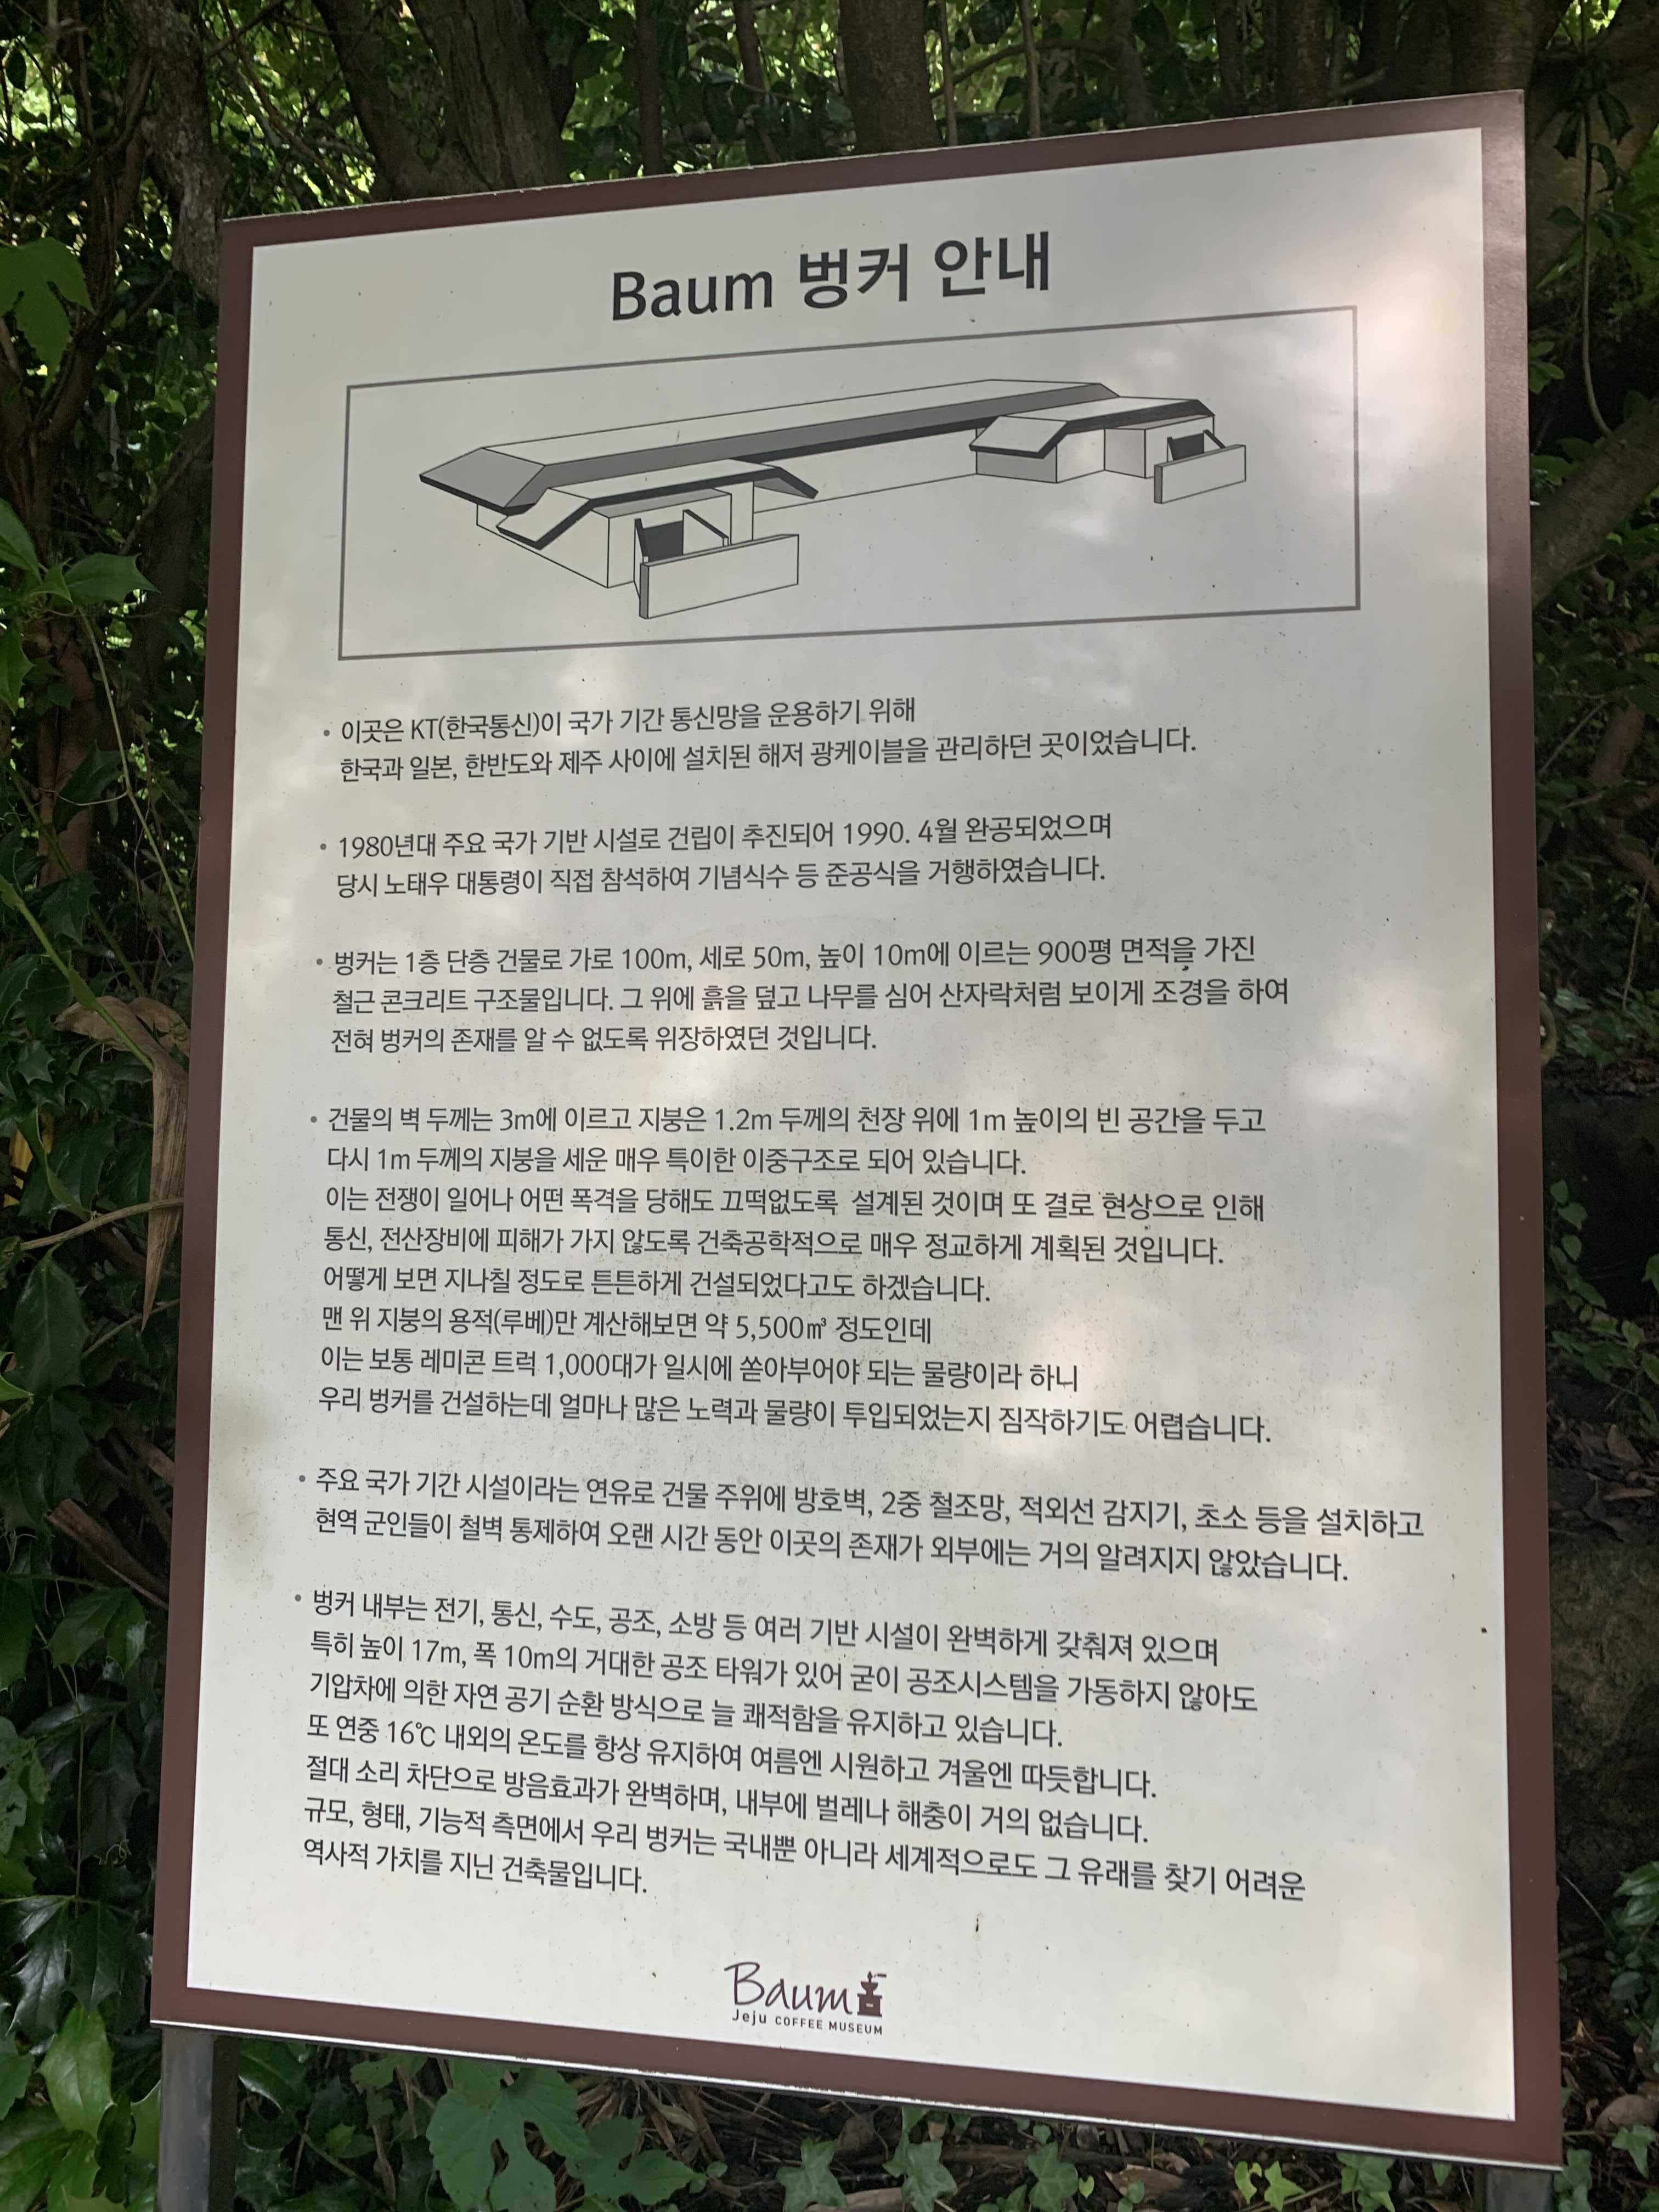 Baum 벙커 안내
• 이곳은 KT(한국통신)이 국가 기간 통신망을 운용하기 위해
한국과 일본, 한반도와 제주 사이에 설치된 해저 광케이블을 관리하던 곳이었습니다.
• 1980년대 주요 국가 기반 시설로 건립이 추진되어 1990. 4월 완공되었으며
당시 노태우 대통령이 직접 참석하여 기념식수 등 준공식을 거행하였습니다.
• 벙커는 1층 단층 건물로 가로 100m, 세로 50m, 높이 10m에 이르는 900평 면적을 가진
철근 콘크리트 구조물입니다. 그 위에 흙을 덮고 나무를 심어 산자락처럼 보이게 조경을 하여
전혀 벙커의 존재를 알 수 없도록 위장하였던 것입니다.
• 건물의 벽 두께는 3m에 이르고 지붕은 1.2m 두께의 천장 위에 1m 높이의 빈 공간을 두고
다시 1m 두께의 지붕을 세운 매우 특이한 이중구조로 되어 있습니다.
이는 전쟁이 일어나 어떤 폭격을 당해도 끄떡없도록 설계된 것이며 또 결로 현상으로 인해
통신, 전산장비에 피해가 가지 않도록 건축공학적으로 매우 정교하게 계획된 것입니다.
어떻게 보면 지나칠 정도로 튼튼하게 건설되었다고도 하겠습니다.
맨 위 지붕의 용적(루베)만 계산해보면 약 5,500㎥ 정도인데
이는 보통 레미콘 트럭 1,000대가 일시에 쏟아부어야 되는 물량이라 하니
우리 벙커를 건설하는데 얼마나 많은 노력과 물량이 투입되었는지 짐작하기도 어렵습니다.
• 주요 국가 기간 시설이라는 연유로 건물 주위에 방호벽, 2중 철조망, 적외선 감지기, 초소 등을 설치하고
현역 군인들이 철벽 통제하여 오랜 시간 동안 이곳의 존재가 외부에는 거의 알려지지 않았습니다.
• 벙커 내부는 전기, 통신, 수도, 공조, 소방 등 여러 기반 시설이 완벽하게 갖춰져 있으며
특히 높이 17m, 폭 10m의 거대한 공조 타워가 있어 굳이 공조시스템을 가동하지 않아도
기압차에 의한 자연 공기 순환 방식으로 늘 쾌적함을 유지하고 있습니다.
또 연중 16℃ 내외의 온도를 항상 유지하여 여름엔 시원하고 겨울엔 따듯합니다.
절대 소리 차단으로 방음효과가 완벽하며, 내부에 벌레나 해충이 거의 없습니다.
규모, 형태, 기능적 측면에서 우리 벙커는 국내뿐 아니라 세계적으로도 그 유래를 찾기 어려운
역사적 가치를 지닌 건축물입니다.
Baum
Jeju COFFEE MUSEUM